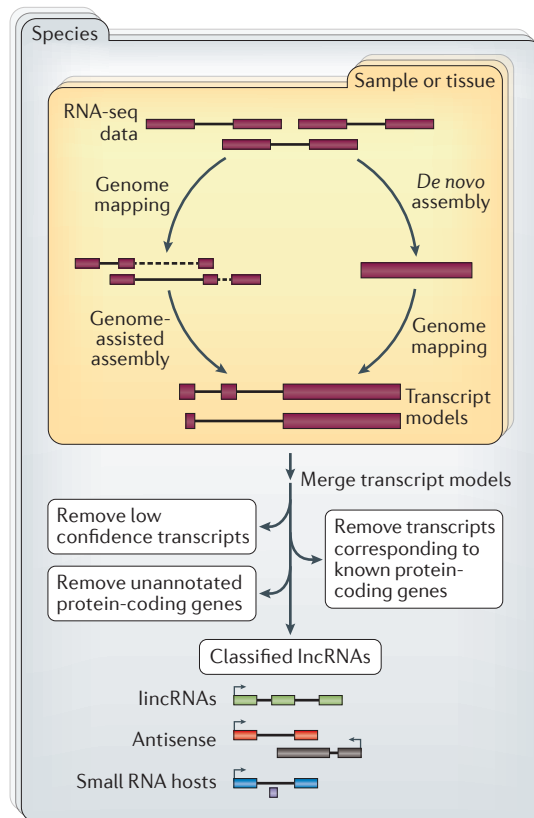 Species
Sample or tissue
RNA-seq
data
Genome
mapping
De novo
assembly
Genome-
assisted
assembly
Genome
mapping
Transcript
models
Merge transcript models
Remove low
confidence transcripts
Remove transcripts
corresponding to
known protein-
coding genes
Remove unannotated
protein-coding genes
Classified lncRNAs
lincRNAs
Antisense
Small RNA hosts